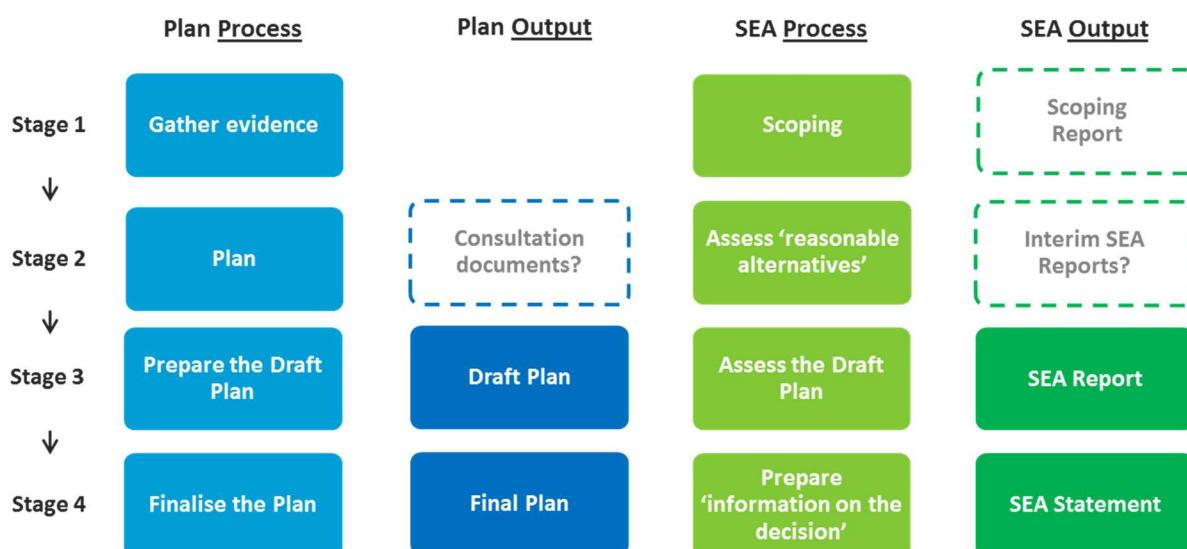 Plan Process
Plan Output
SEA Process
SEA Output
Stage 1
Gather evidence
Scoping
Scoping
Report
Stage 2
Plan
Consultation
documents?
Assess ‘reasonable
alternatives’
Interim SEA
Reports?
Stage 3
Prepare the Draft
Plan
Draft Plan
Assess the Draft
Plan
SEA Report
Stage 4
Finalise the Plan
Final Plan
Prepare
‘information on the
decision’
SEA Statement